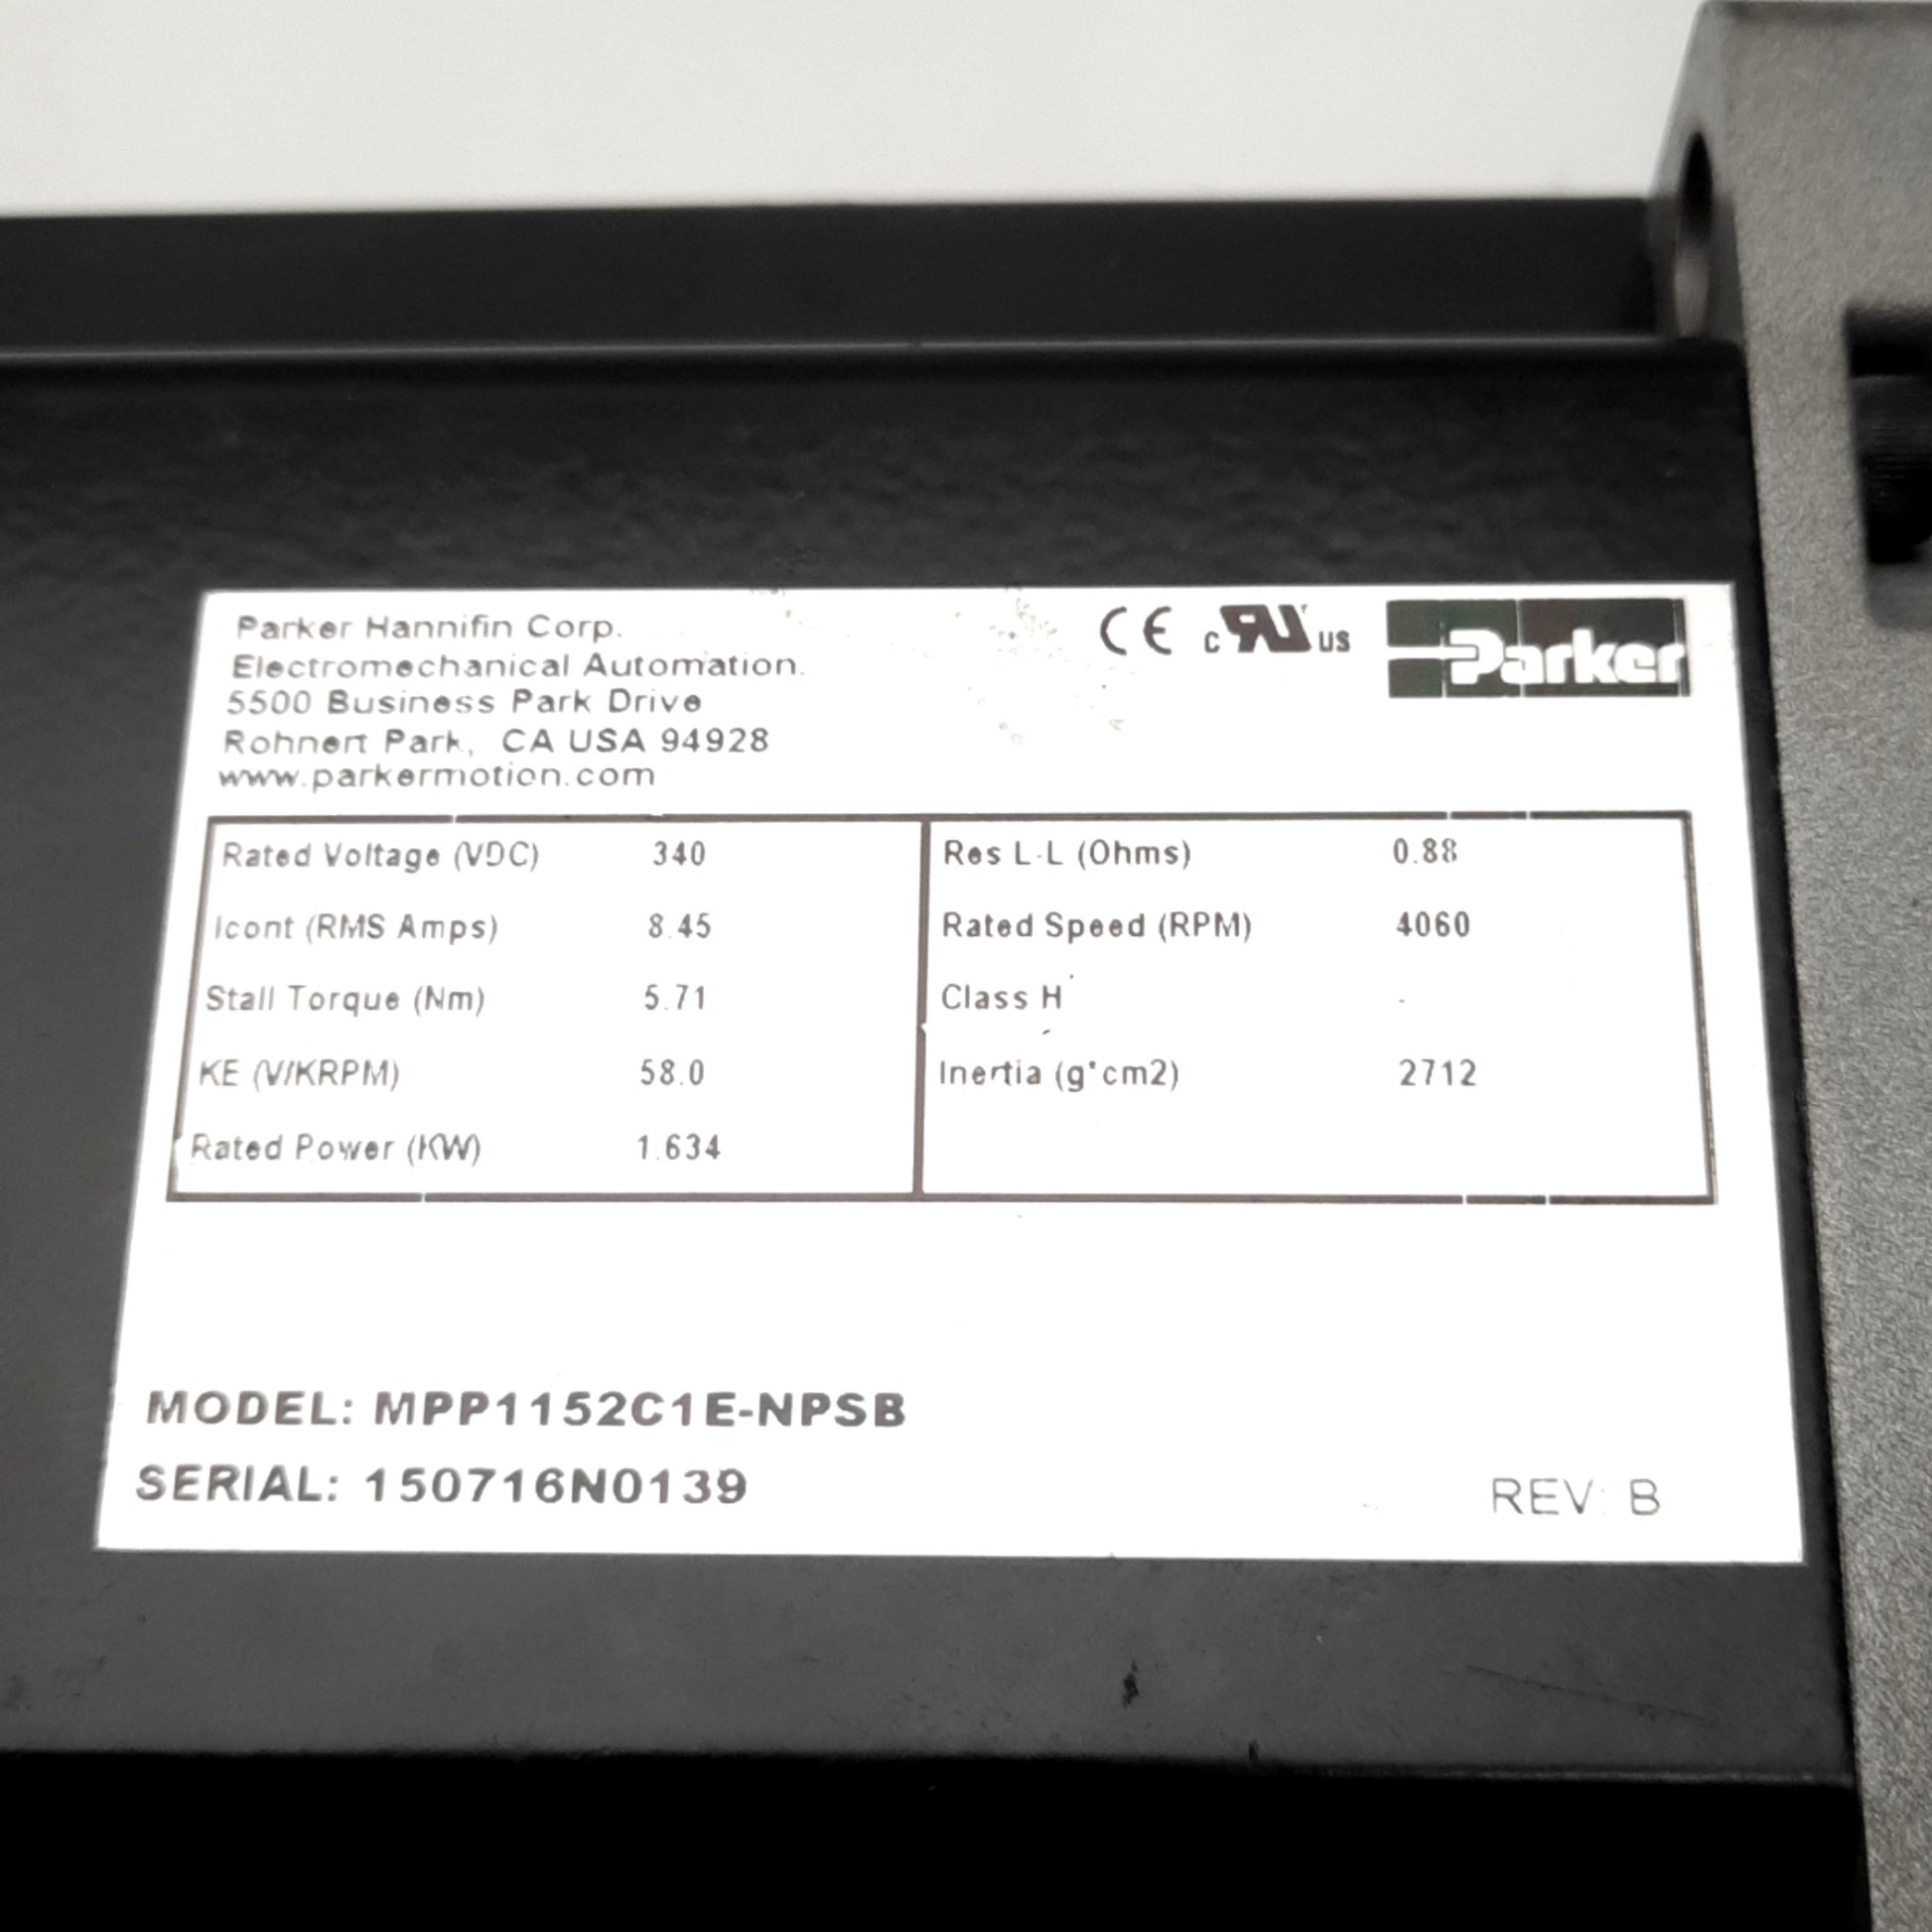 Parker Hannifin Corp.
Electromechanical Automation.
5500 Business Park Drive
Rohnert Park, CA USA 94928
www.parkermotion.com
CE c RU US Parker
Rated Voltage (VDC) 340
Icont (RMS Amps) 8.45
Stall Torque (Nm) 5.71
KE (V/KRPM) 58.0
Rated Power (KW) 1.634
Res L-L (Ohms) 0.88
Rated Speed (RPM) 4060
Class H -
Inertia (g*cm2) 2712
MODEL: MPP1152C1E-NPSB
SERIAL: 150716N0139
REV: B